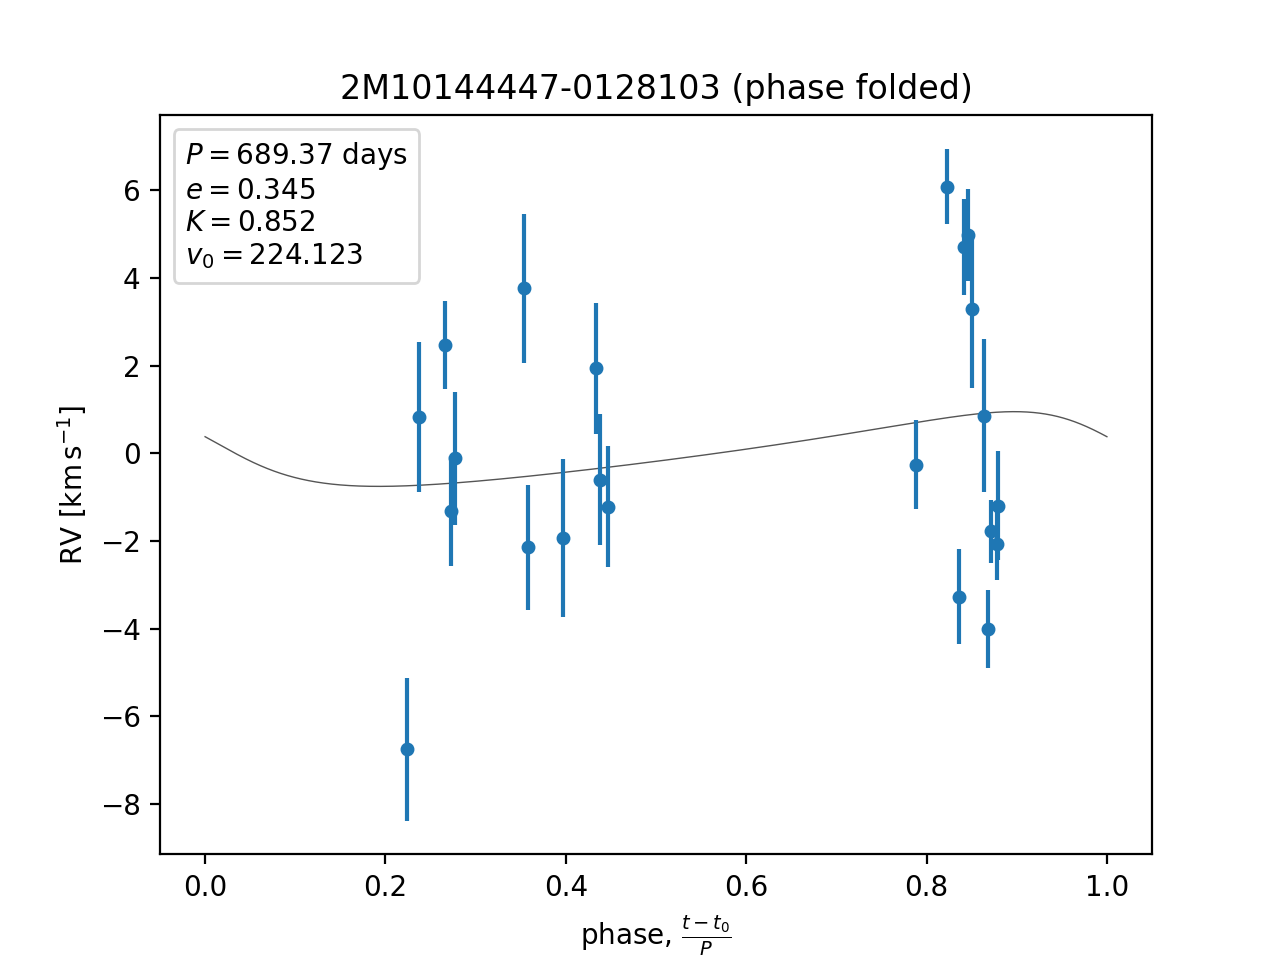 2M10144447-0128103 (phase folded)
P = 689.37 days
e = 0.345
K = 0.852
v₀ = 224.123
6
4
2
0
−2
−4
−6
−8
RV [km s⁻¹]
0.0 0.2 0.4 0.6 0.8 1.0
phase, (t − t₀)/P